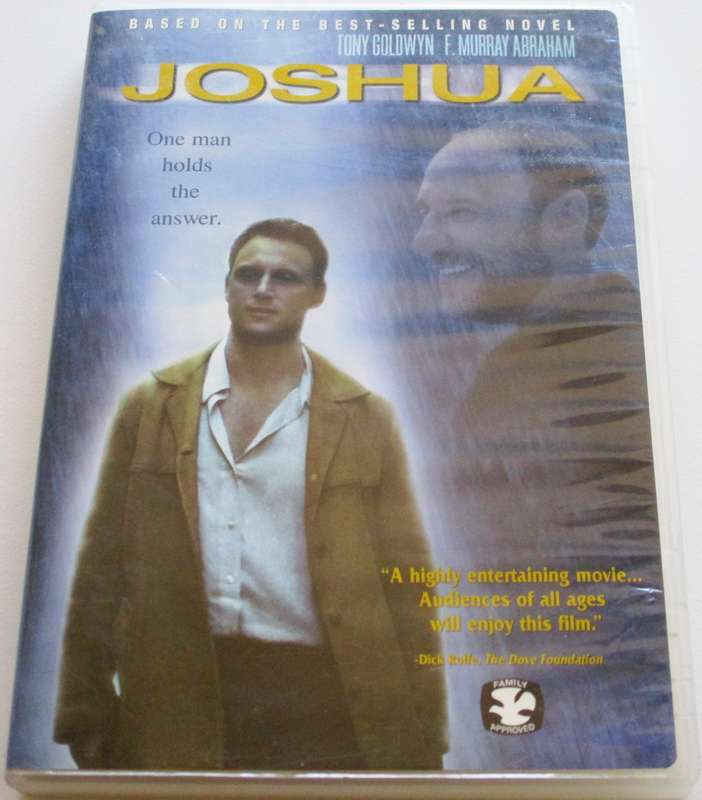 BASED ON THE BEST-SELLING NOVEL
TONY GOLDWYN F. MURRAY ABRAHAM
JOSHUA
One man
holds
the
answer.
"A highly entertaining movie...
Audiences of all ages
will enjoy this film."
-Dick Rolfe, The Dove Foundation
FAMILY
APPROVED